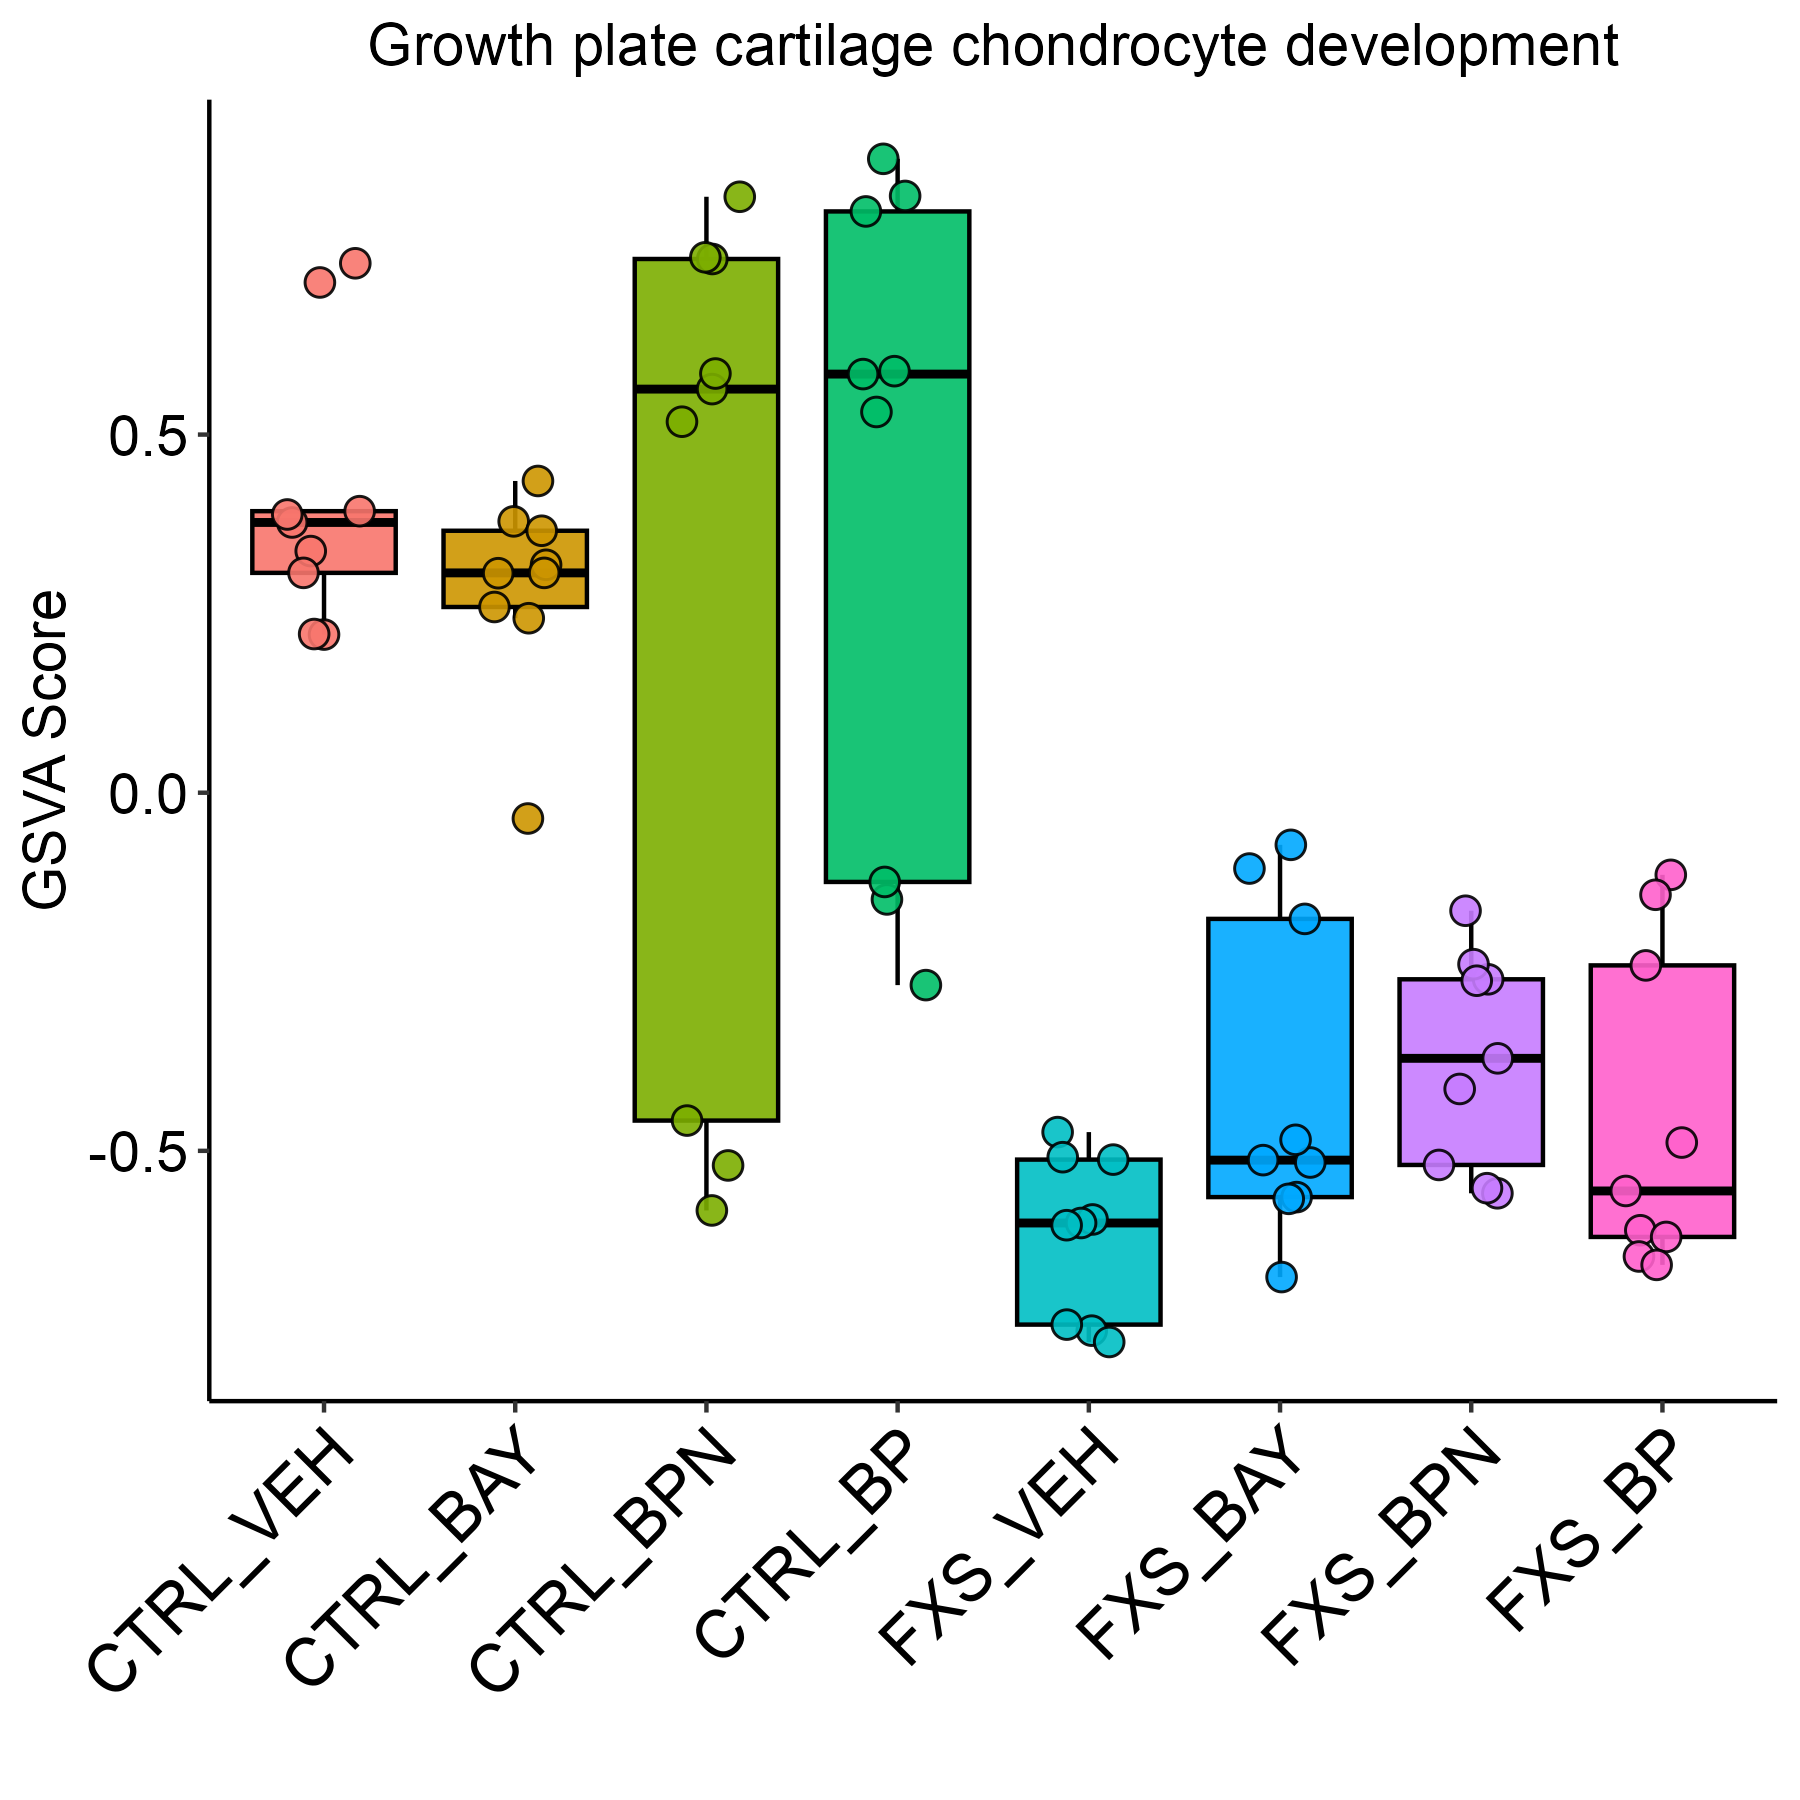 Growth plate cartilage chondrocyte development
GSVA Score
0.5
0.0
-0.5
CTRL_VEH
CTRL_BAY
CTRL_BPN
CTRL_BP
FXS_VEH
FXS_BAY
FXS_BPN
FXS_BP